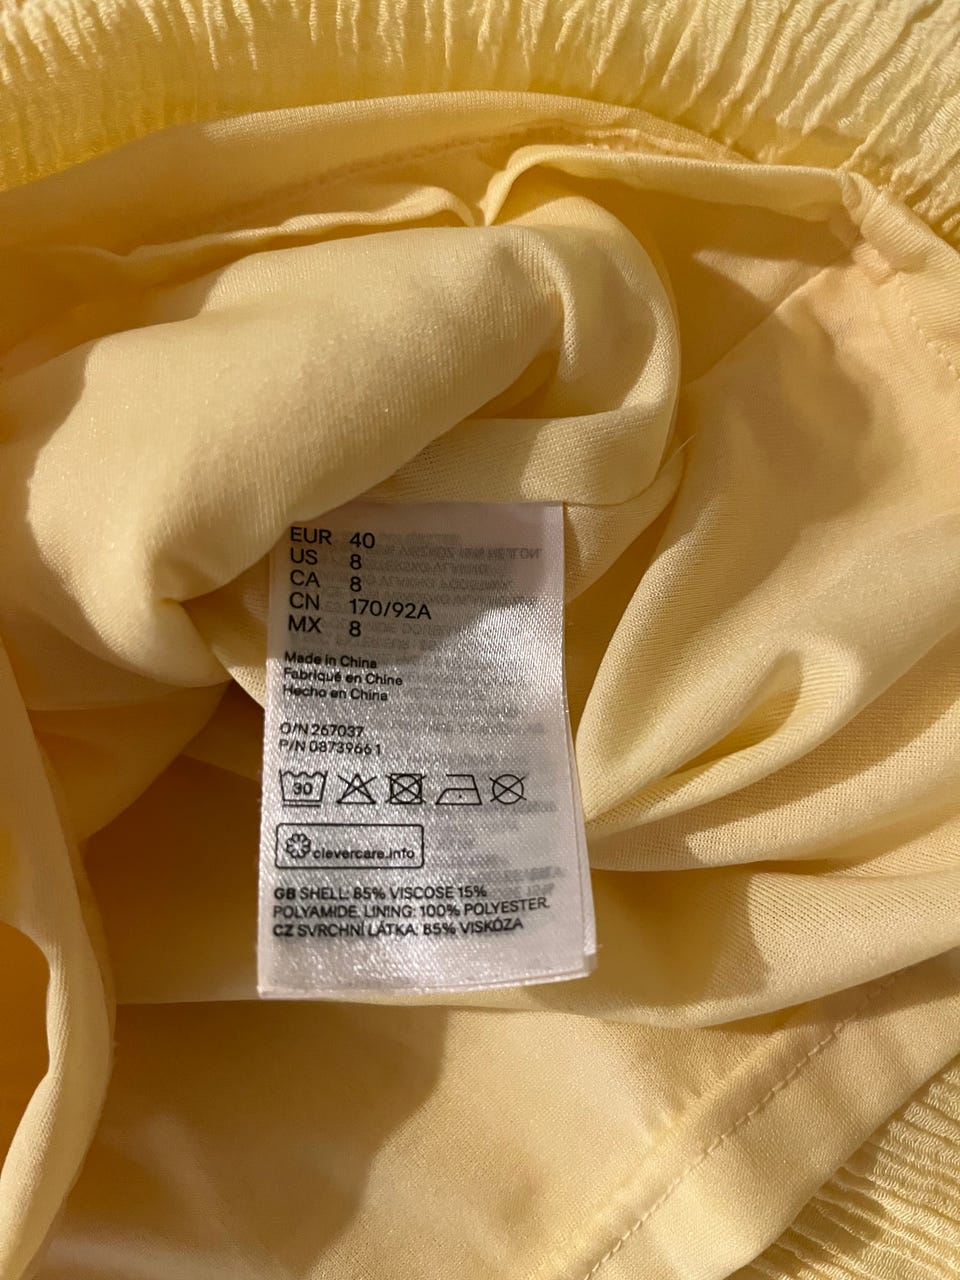 EUR 40
US 8
CA 8
CN 170/92A
MX 8
Made in China
Fabriqué en Chine
Hecho en China
O/N 267037
P/N 0873966 1
30
clevercare.info
GB SHELL: 85% VISCOSE 15%
POLYAMIDE. LINING: 100% POLYESTER.
CZ SVRCHNÍ LÁTKA: 85% VISKÓZA